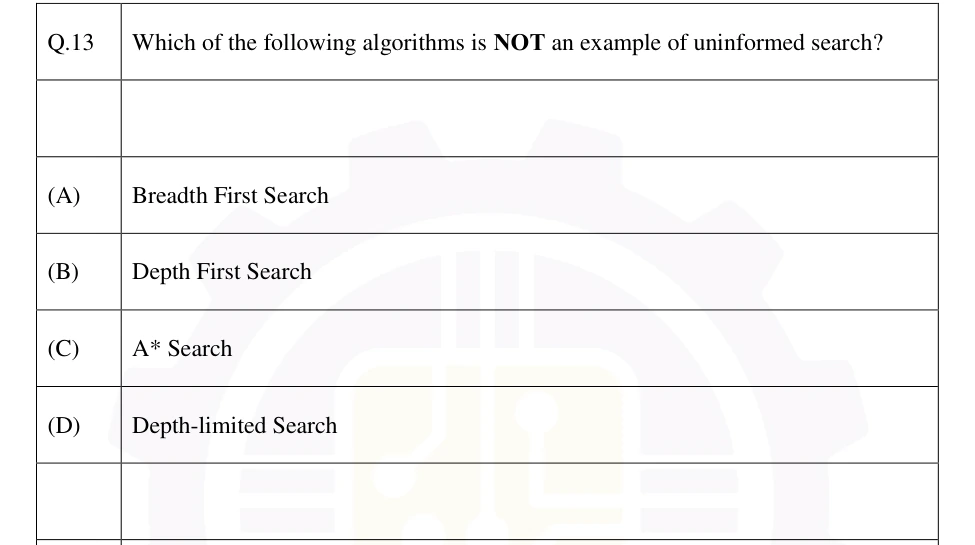 Q.13 Which of the following algorithms is NOT an example of uninformed search?
(A) Breadth First Search
(B) Depth First Search
(C) A* Search
(D) Depth-limited Search